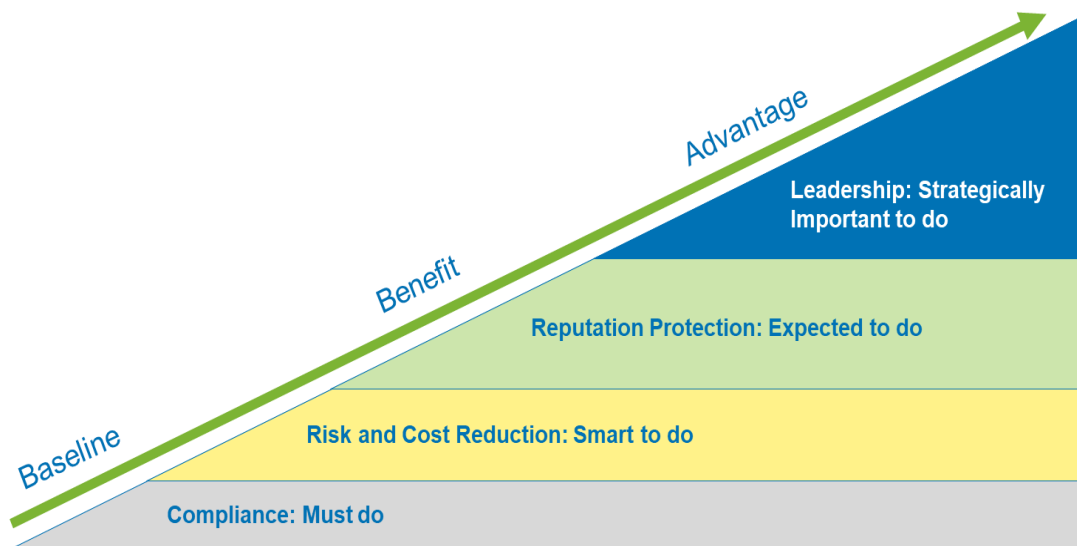 Advantage
Leadership: Strategically
Important to do
Benefit
Reputation Protection: Expected to do
Baseline
Risk and Cost Reduction: Smart to do
Compliance: Must do